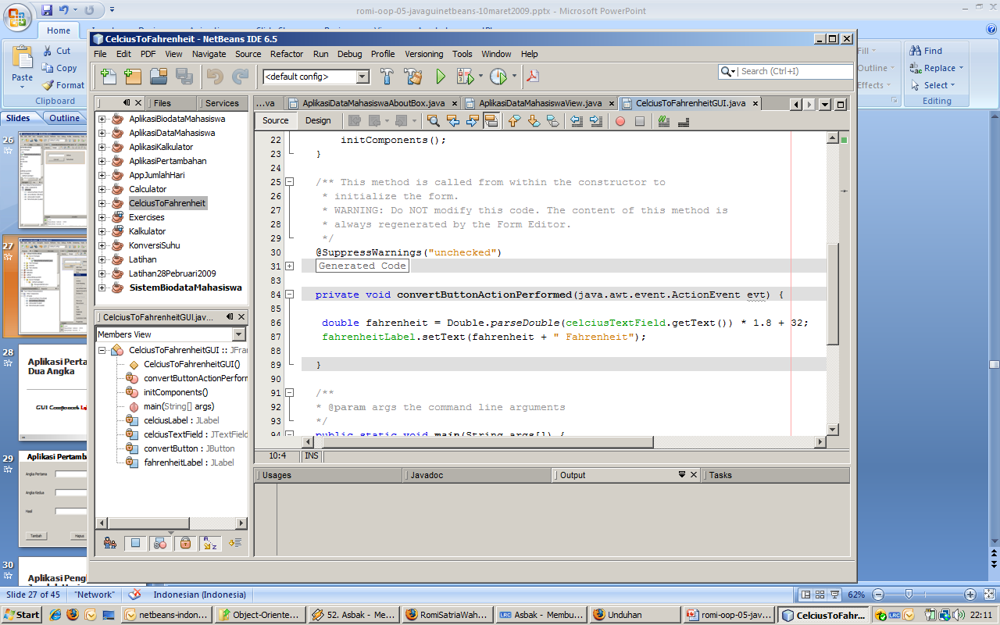 romi-oop-05-javaguinetbeans-10maret2009.pptx - Microsoft PowerPoint
Home
Cut
Copy
Format
Paste
Clipboard
Find
Replace
Select
Editing
Fill
Outline
Effects
CelciusToFahrenheit - NetBeans IDE 6.5
File Edit PDF View Navigate Source Refactor Run Debug Profile Versioning Tools Window Help
<default config>
Search (Ctrl+I)
Files Services
...va AplikasiDataMahasiswaAboutBox.java AplikasiDataMahasiswaView.java CelciusToFahrenheitGUI.java
Source Design
Slides Outline
26
27
28
Aplikasi Perta
Dua Angka
29
Aplikasi Pertamb
Angka Pertama
Angka Kedua
Hasil
Tambah Hapus
30
Aplikasi Peng
AplikasiBiodataMahasiswa
AplikasiDataMahasiswa
AplikasiKalkulator
AplikasiPertambahan
AppJumlahHari
Calculator
CelciusToFahrenheit
Exercises
Kalkulator
KonversiSuhu
Latihan
Latihan28Pebruari2009
SistemBiodataMahasiswa
CelciusToFahrenheitGUI.jav...
Members View
CelciusToFahrenheitGUI :: JFra
CelciusToFahrenheitGUI()
convertButtonActionPerform
initComponents()
main(String[] args)
celciusLabel : JLabel
celciusTextField : JTextField
convertButton : JButton
fahrenheitLabel : JLabel
22 initComponents();
23 }
24
25 /** This method is called from within the constructor to
26 * initialize the form.
27 * WARNING: Do NOT modify this code. The content of this method is
28 * always regenerated by the Form Editor.
29 */
30 @SuppressWarnings("unchecked")
31 Generated Code
83
84 private void convertButtonActionPerformed(java.awt.event.ActionEvent evt) {
85
86 double fahrenheit = Double.parseDouble(celciusTextField.getText()) * 1.8 + 32;
87 fahrenheitLabel.setText(fahrenheit + " Fahrenheit");
88
89 }
90
91 /**
92 * @param args the command line arguments
93 */
94 public static void main(String args[]) {
10:4 INS
Usages Javadoc Output Tasks
Slide 27 of 45 "Network" Indonesian (Indonesia) 62%
Start netbeans-indon... Object-Oriente... 52. Asbak - Me... RomiSatriaWah... Asbak - Membu... Unduhan romi-oop-05-jav... CelciusToFahr... 22:11